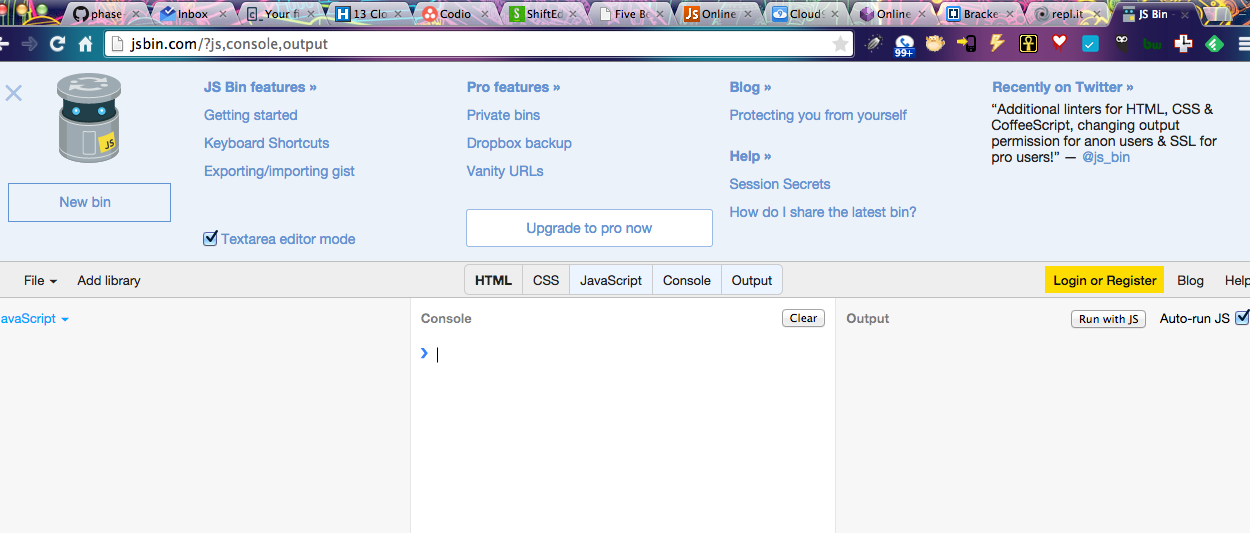 phase
Inbox
Your fi
13 Clo
Codio
ShiftEd
Five Be
Online
Cloud
Online
Bracke
repl.it
JS Bin -
jsbin.com/?js,console,output
99+
bw
JS
New bin
JS Bin features »
Getting started
Keyboard Shortcuts
Exporting/importing gist
Textarea editor mode
Pro features »
Private bins
Dropbox backup
Vanity URLs
Upgrade to pro now
Blog »
Protecting you from yourself
Help »
Session Secrets
How do I share the latest bin?
Recently on Twitter »
“Additional linters for HTML, CSS &
CoffeeScript, changing output
permission for anon users & SSL for
pro users!” — @js_bin
File Add library HTML CSS JavaScript Console Output Login or Register Blog Help
avaScript
Console Clear
Output Run with JS Auto-run JS